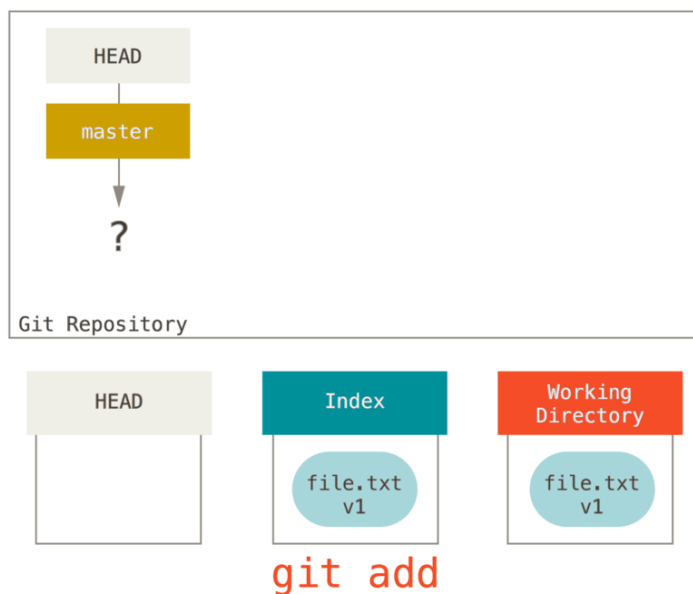 HEAD
master
?
Git Repository
HEAD
Index
Working
Directory
file.txt
v1
file.txt
v1
git add